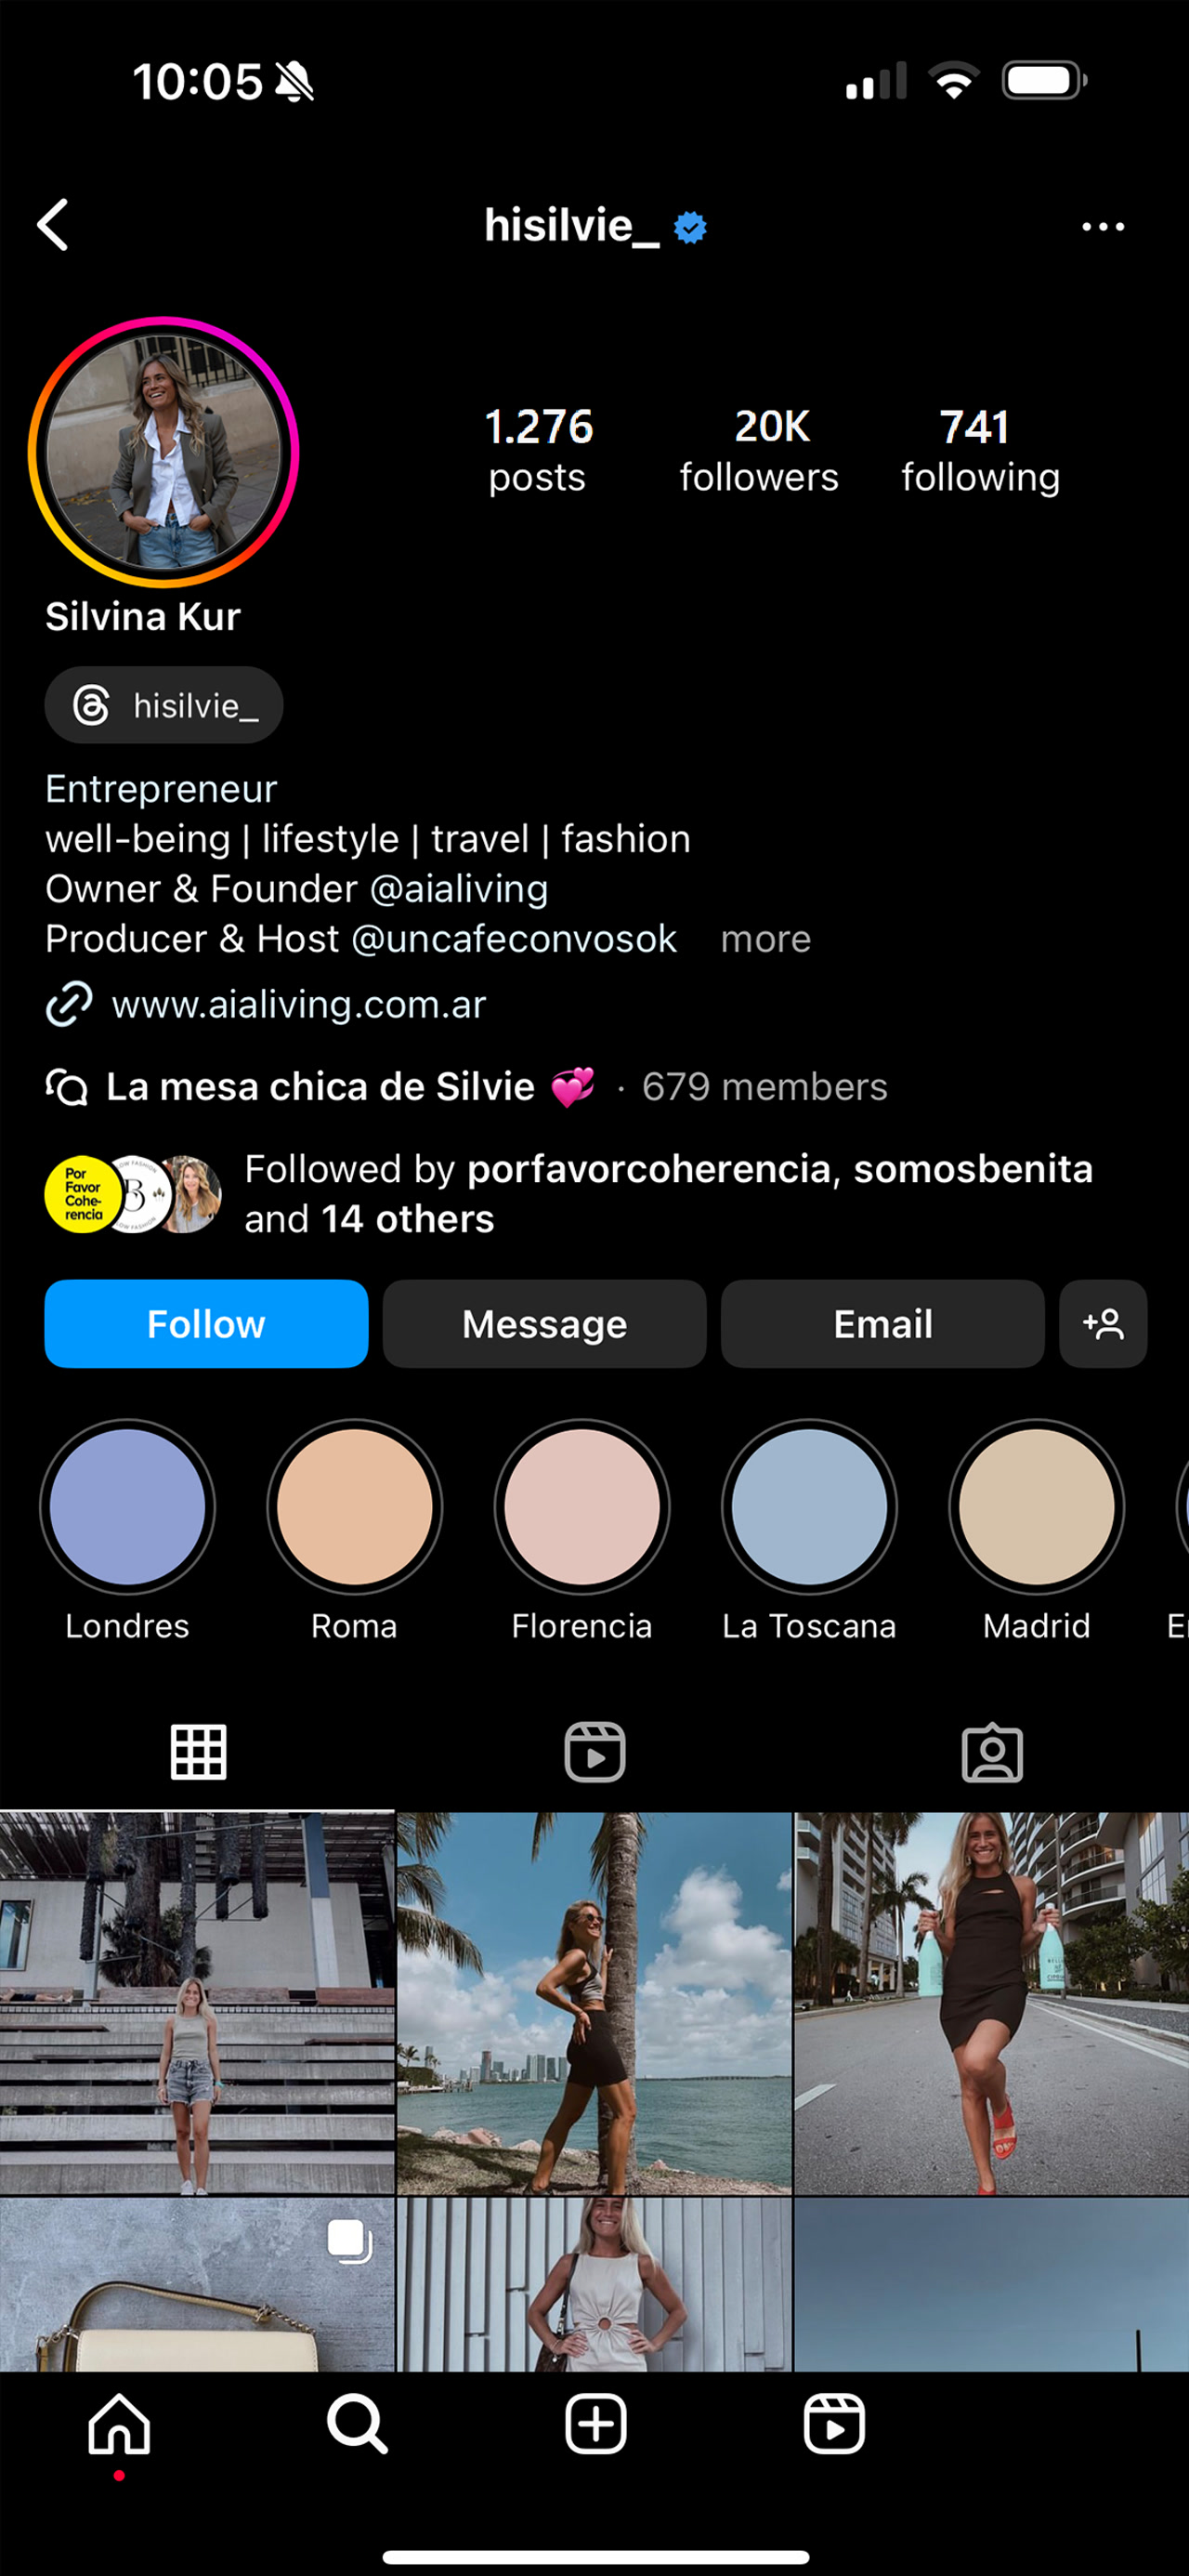 10:05
hisilvie_
1.276 20K 741
posts followers following
Silvina Kur
hisilvie_
Entrepreneur
well-being | lifestyle | travel | fashion
Owner & Founder @aialiving
Producer & Host @uncafeconvosok more
www.aialiving.com.ar
La mesa chica de Silvie 💞 · 679 members
Por
Favor
Cohe-
rencia
B
Followed by porfavorcoherencia, somosbenita
and 14 others
Follow Message Email
Londres Roma Florencia La Toscana Madrid